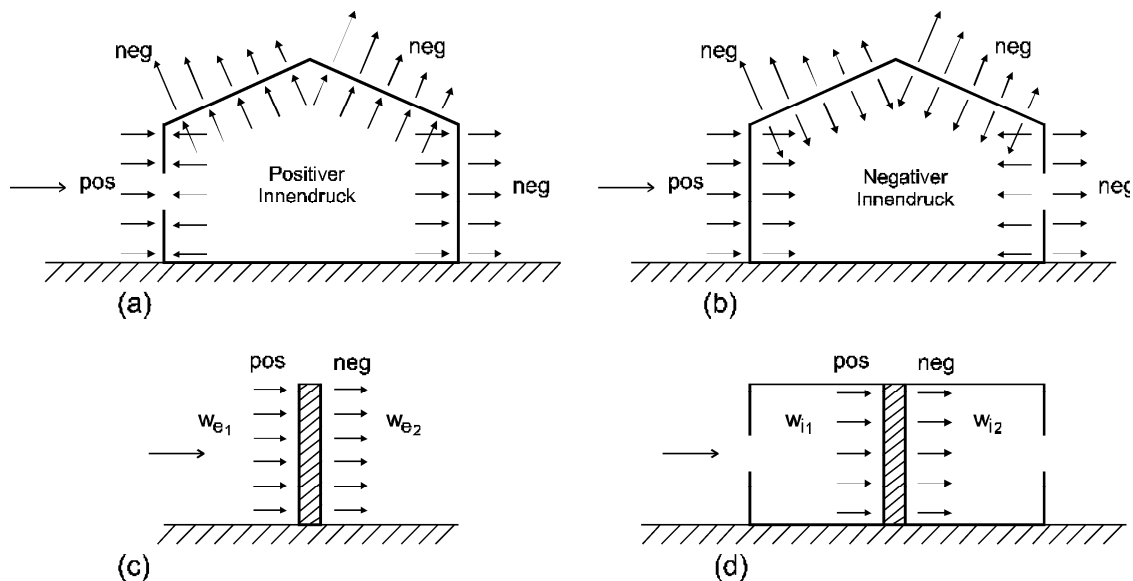 neg
neg
pos
Positiver
Innendruck
neg
(a)
neg
neg
pos
Negativer
Innendruck
neg
(b)
pos neg
we1
we2
(c)
pos neg
wi1
wi2
(d)